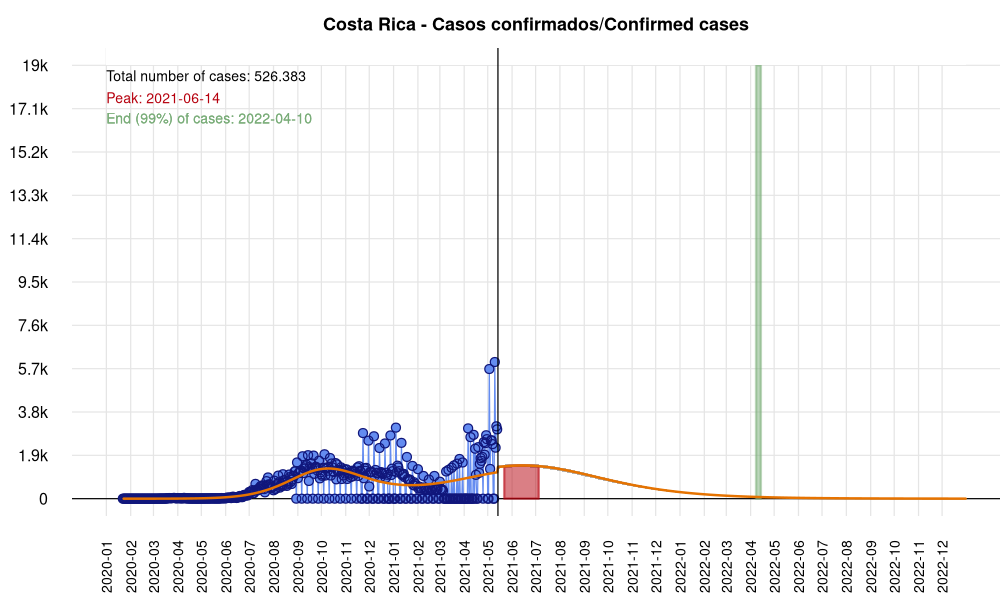 Costa Rica - Casos confirmados/Confirmed cases
19k
Total number of cases: 526.383
Peak: 2021-06-14
17.1k
End (99%) of cases: 2022-04-10
15.2k
13.3k
11.4k
9.5k
7.6k
5.7k
3.8k
1.9k
0
2020-01
2020-02
2020-03
2020-04
2020-05
2020-06
2020-07
2020-08
2020-09
2020-10
2020-11
2020-12
2021-01
2021-02
2021-03
2021-04
2021-05
2021-06
2021-07
2021-08
2021-09
2021-10
2021-11
2021-12
2022-01
2022-02
2022-03
2022-04
2022-05
2022-06
2022-07
2022-08
2022-09
2022-10
2022-11
2022-12